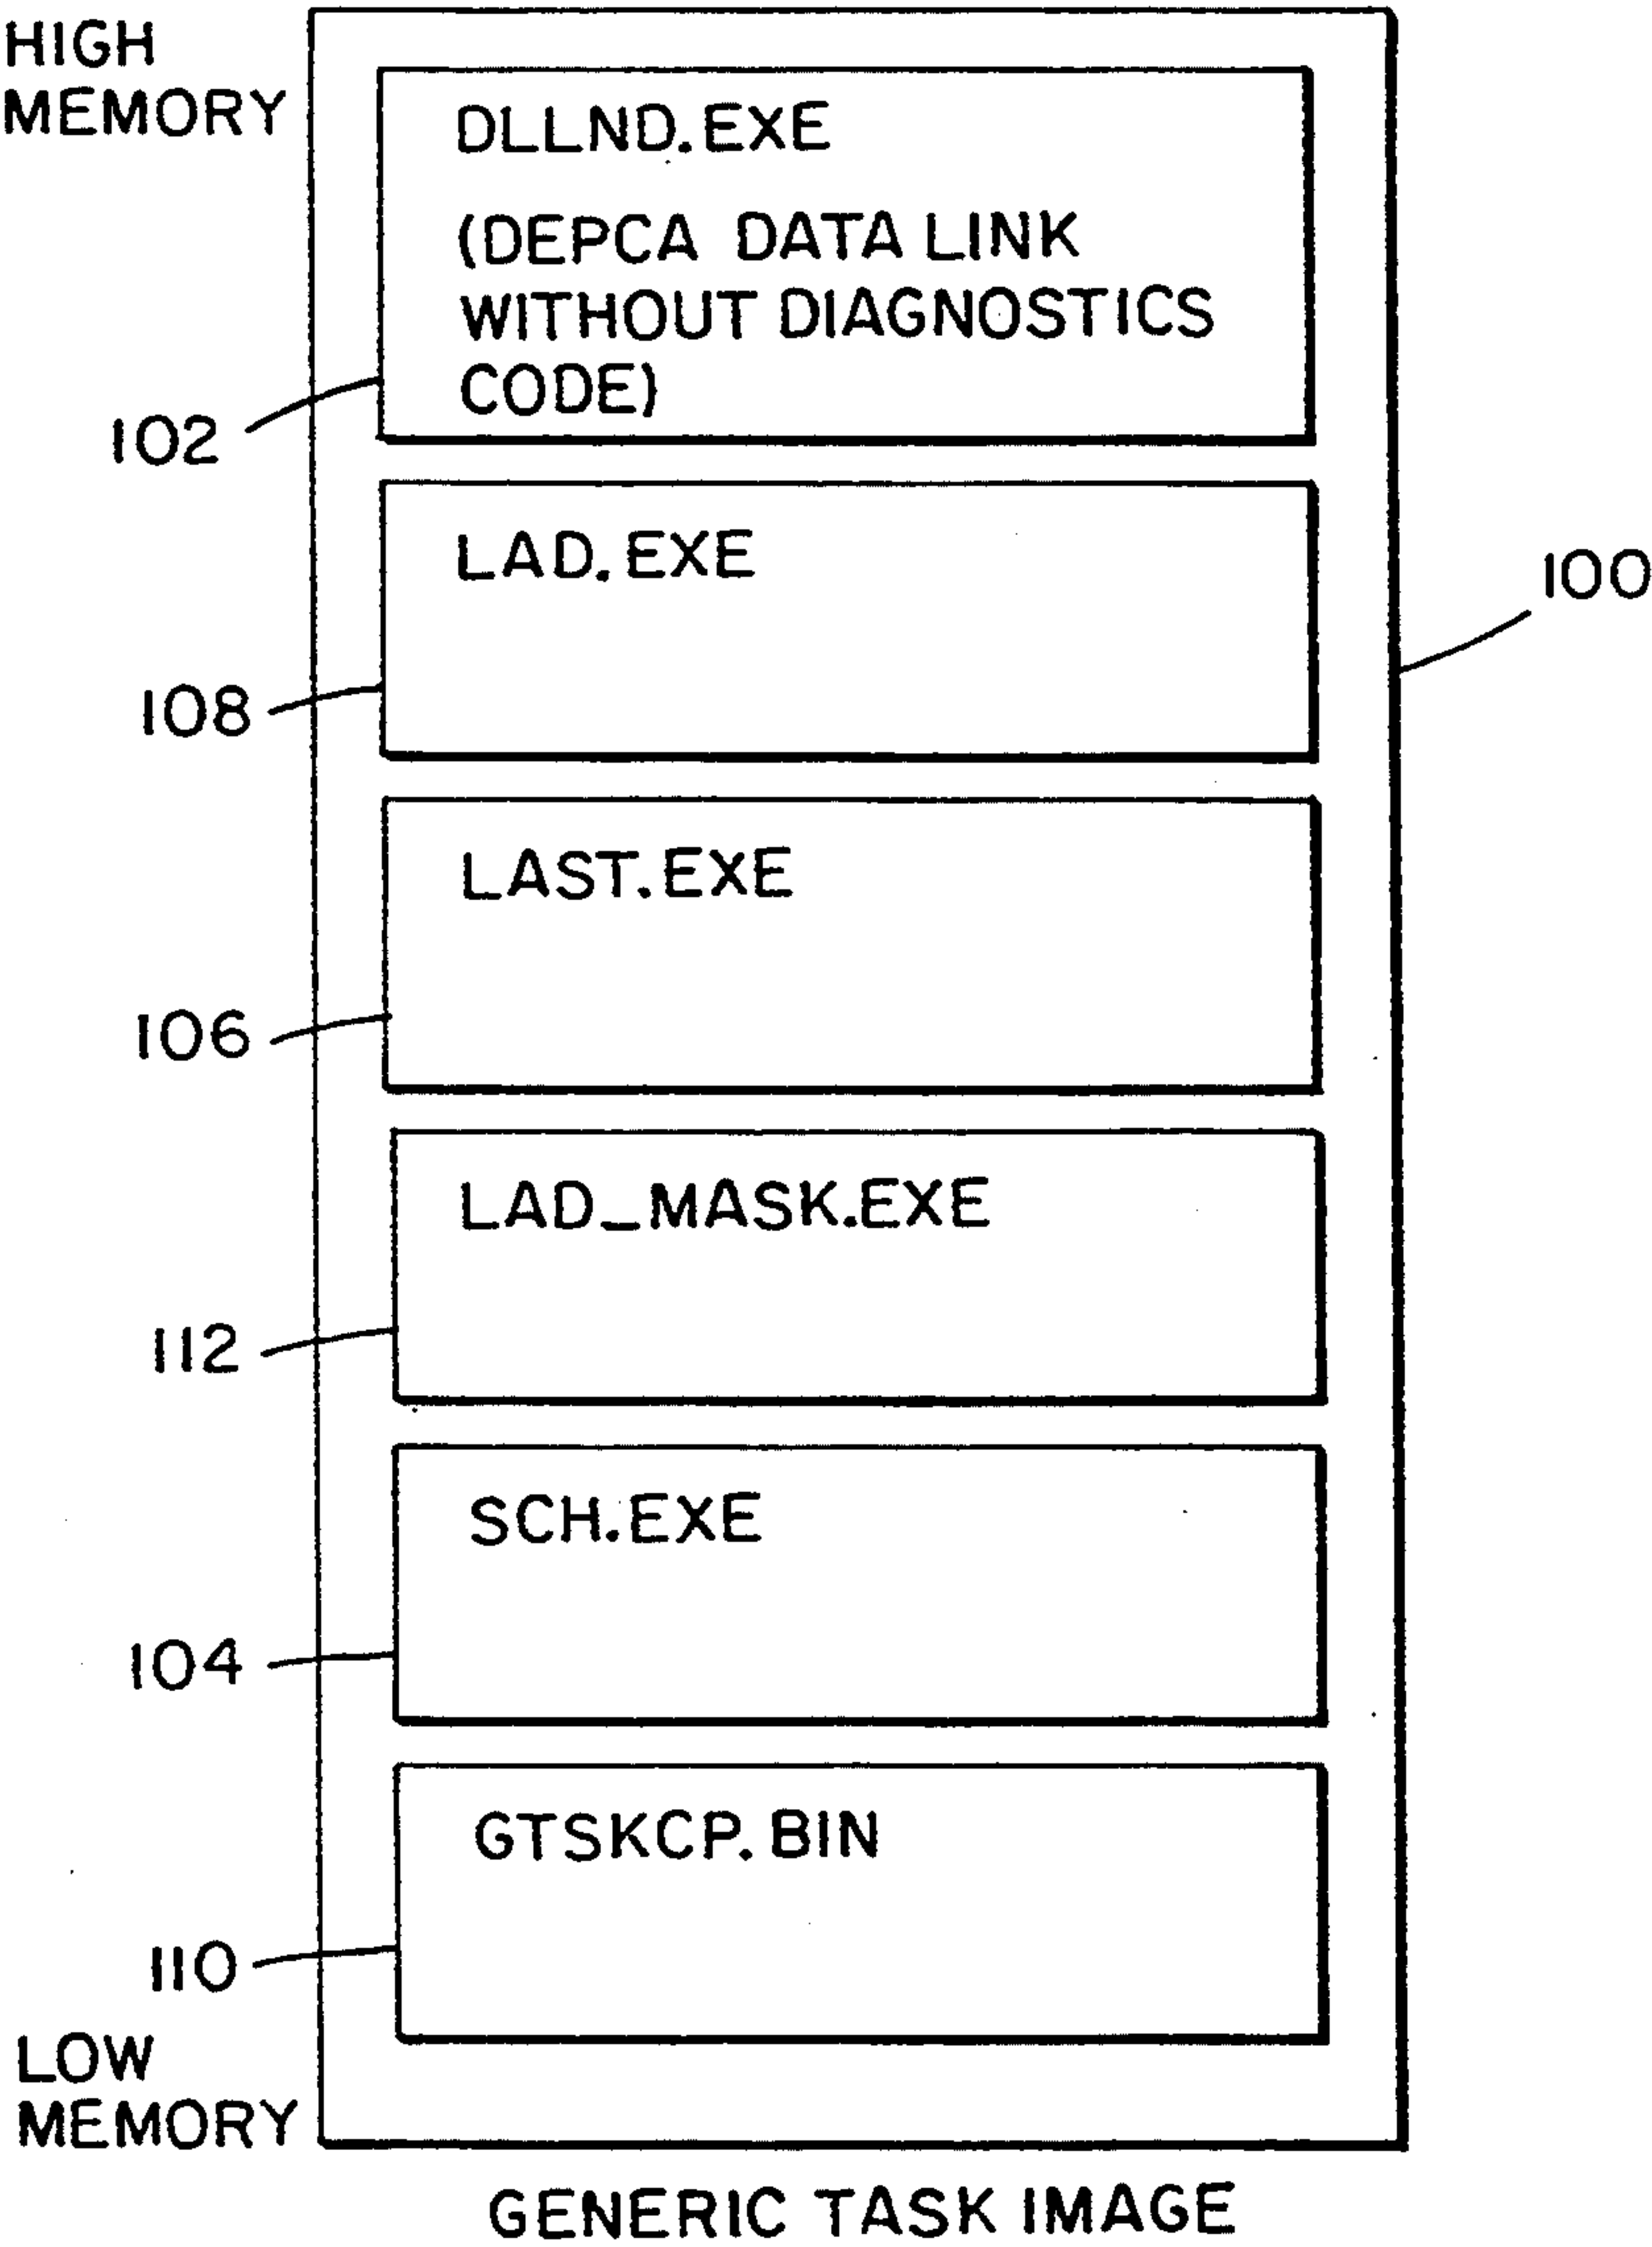 HIGH
MEMORY
DLLND.EXE
(DEPCA DATA LINK
WITHOUT DIAGNOSTICS
CODE)
102
LAD.EXE
100
108
LAST.EXE
106
LAD_MASK.EXE
112
SCH.EXE
104
GTSKCP.BIN
110
LOW
MEMORY
GENERIC TASK IMAGE